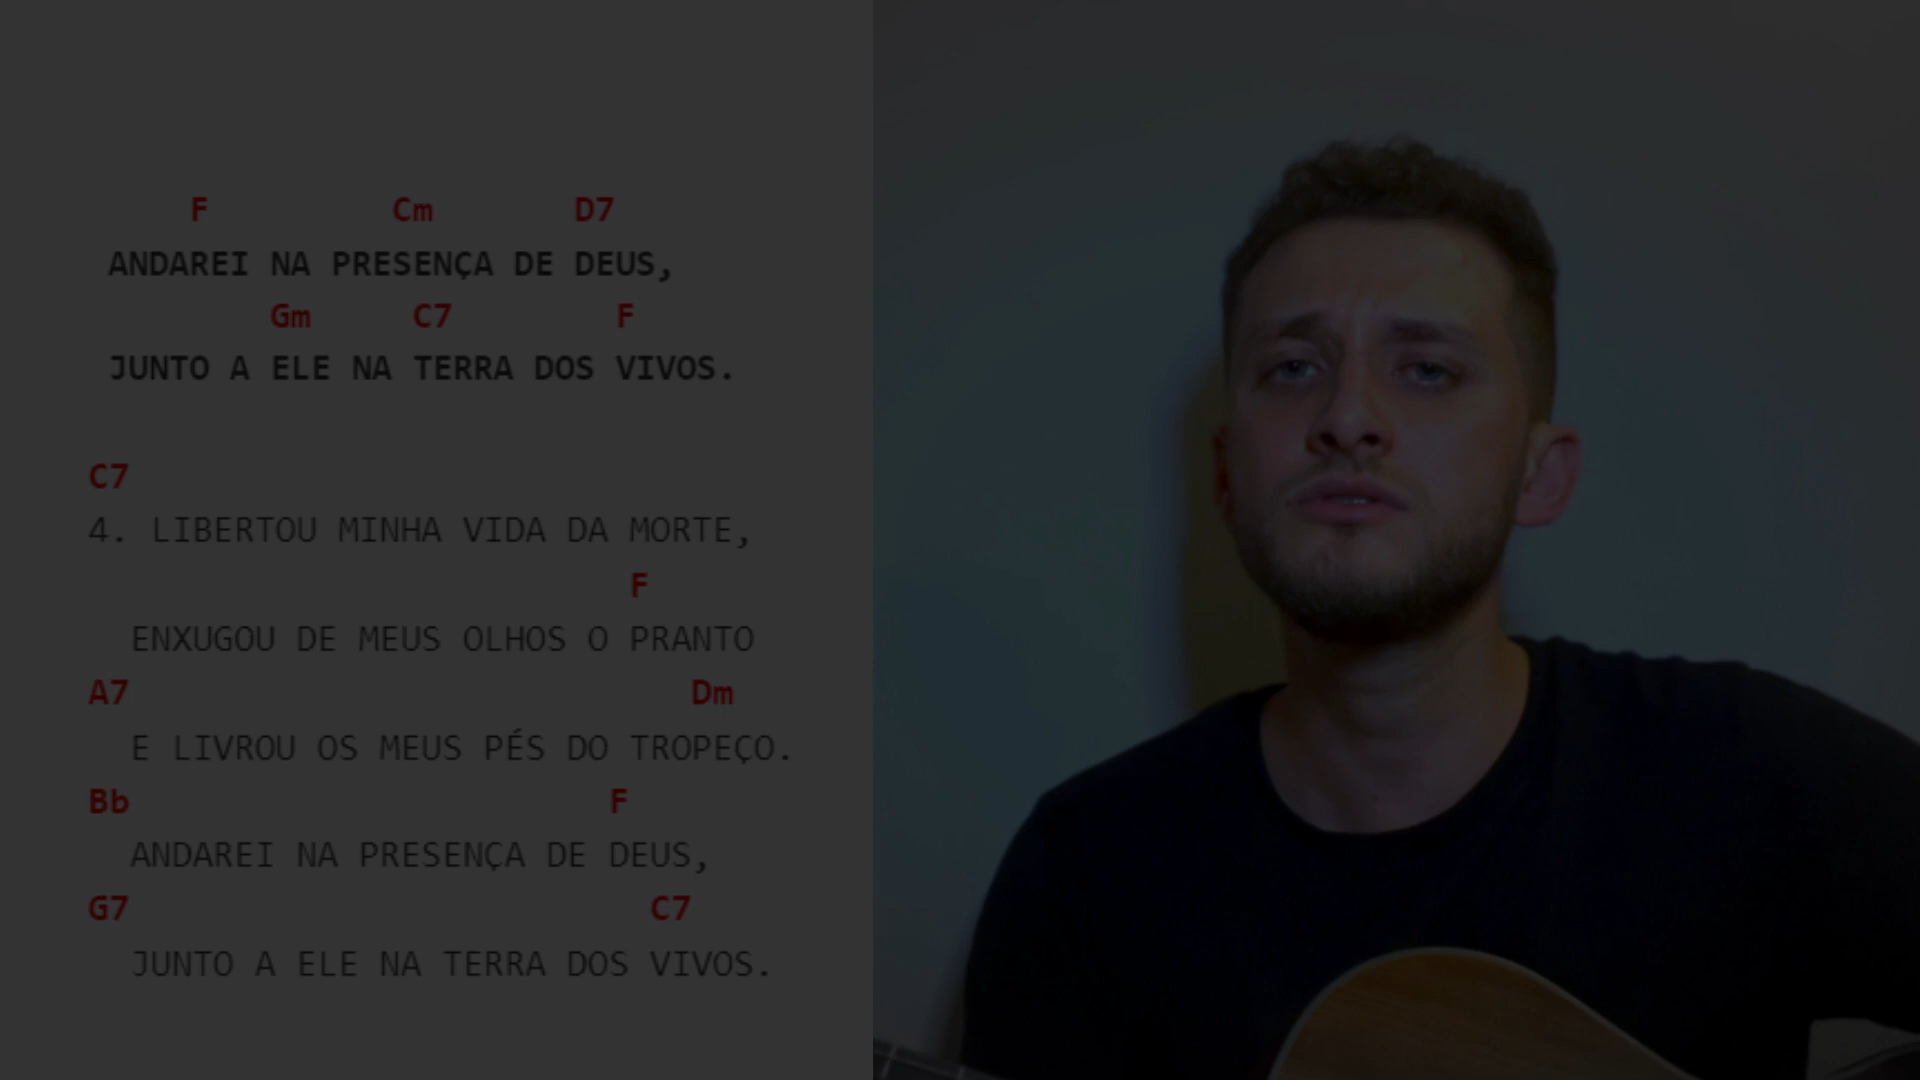 F Cm D7
ANDAREI NA PRESENÇA DE DEUS,
Gm C7 F
JUNTO A ELE NA TERRA DOS VIVOS.
C7
4. LIBERTOU MINHA VIDA DA MORTE,
F
ENXUGOU DE MEUS OLHOS O PRANTO
A7 Dm
E LIVROU OS MEUS PÉS DO TROPEÇO.
Bb F
ANDAREI NA PRESENÇA DE DEUS,
G7 C7
JUNTO A ELE NA TERRA DOS VIVOS.